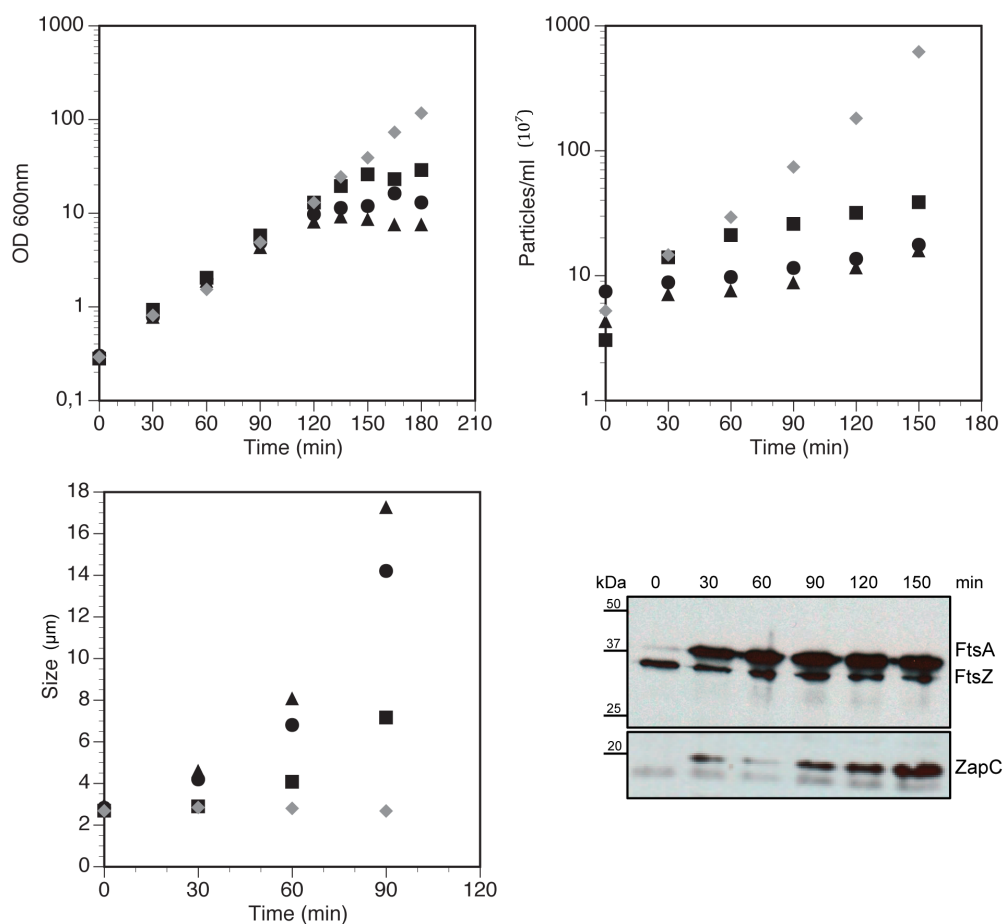 1000
100
10
1
0,1
OD 600nm
0 30 60 90 120 150 180 210
Time (min)
1000
100
10
1
Particles/ml (10⁷)
0 30 60 90 120 150 180
Time (min)
18
16
14
12
10
8
6
4
2
0
Size (μm)
0 30 60 90 120
Time (min)
kDa 0 30 60 90 120 150 min
50
37
25
FtsA
FtsZ
20
ZapC